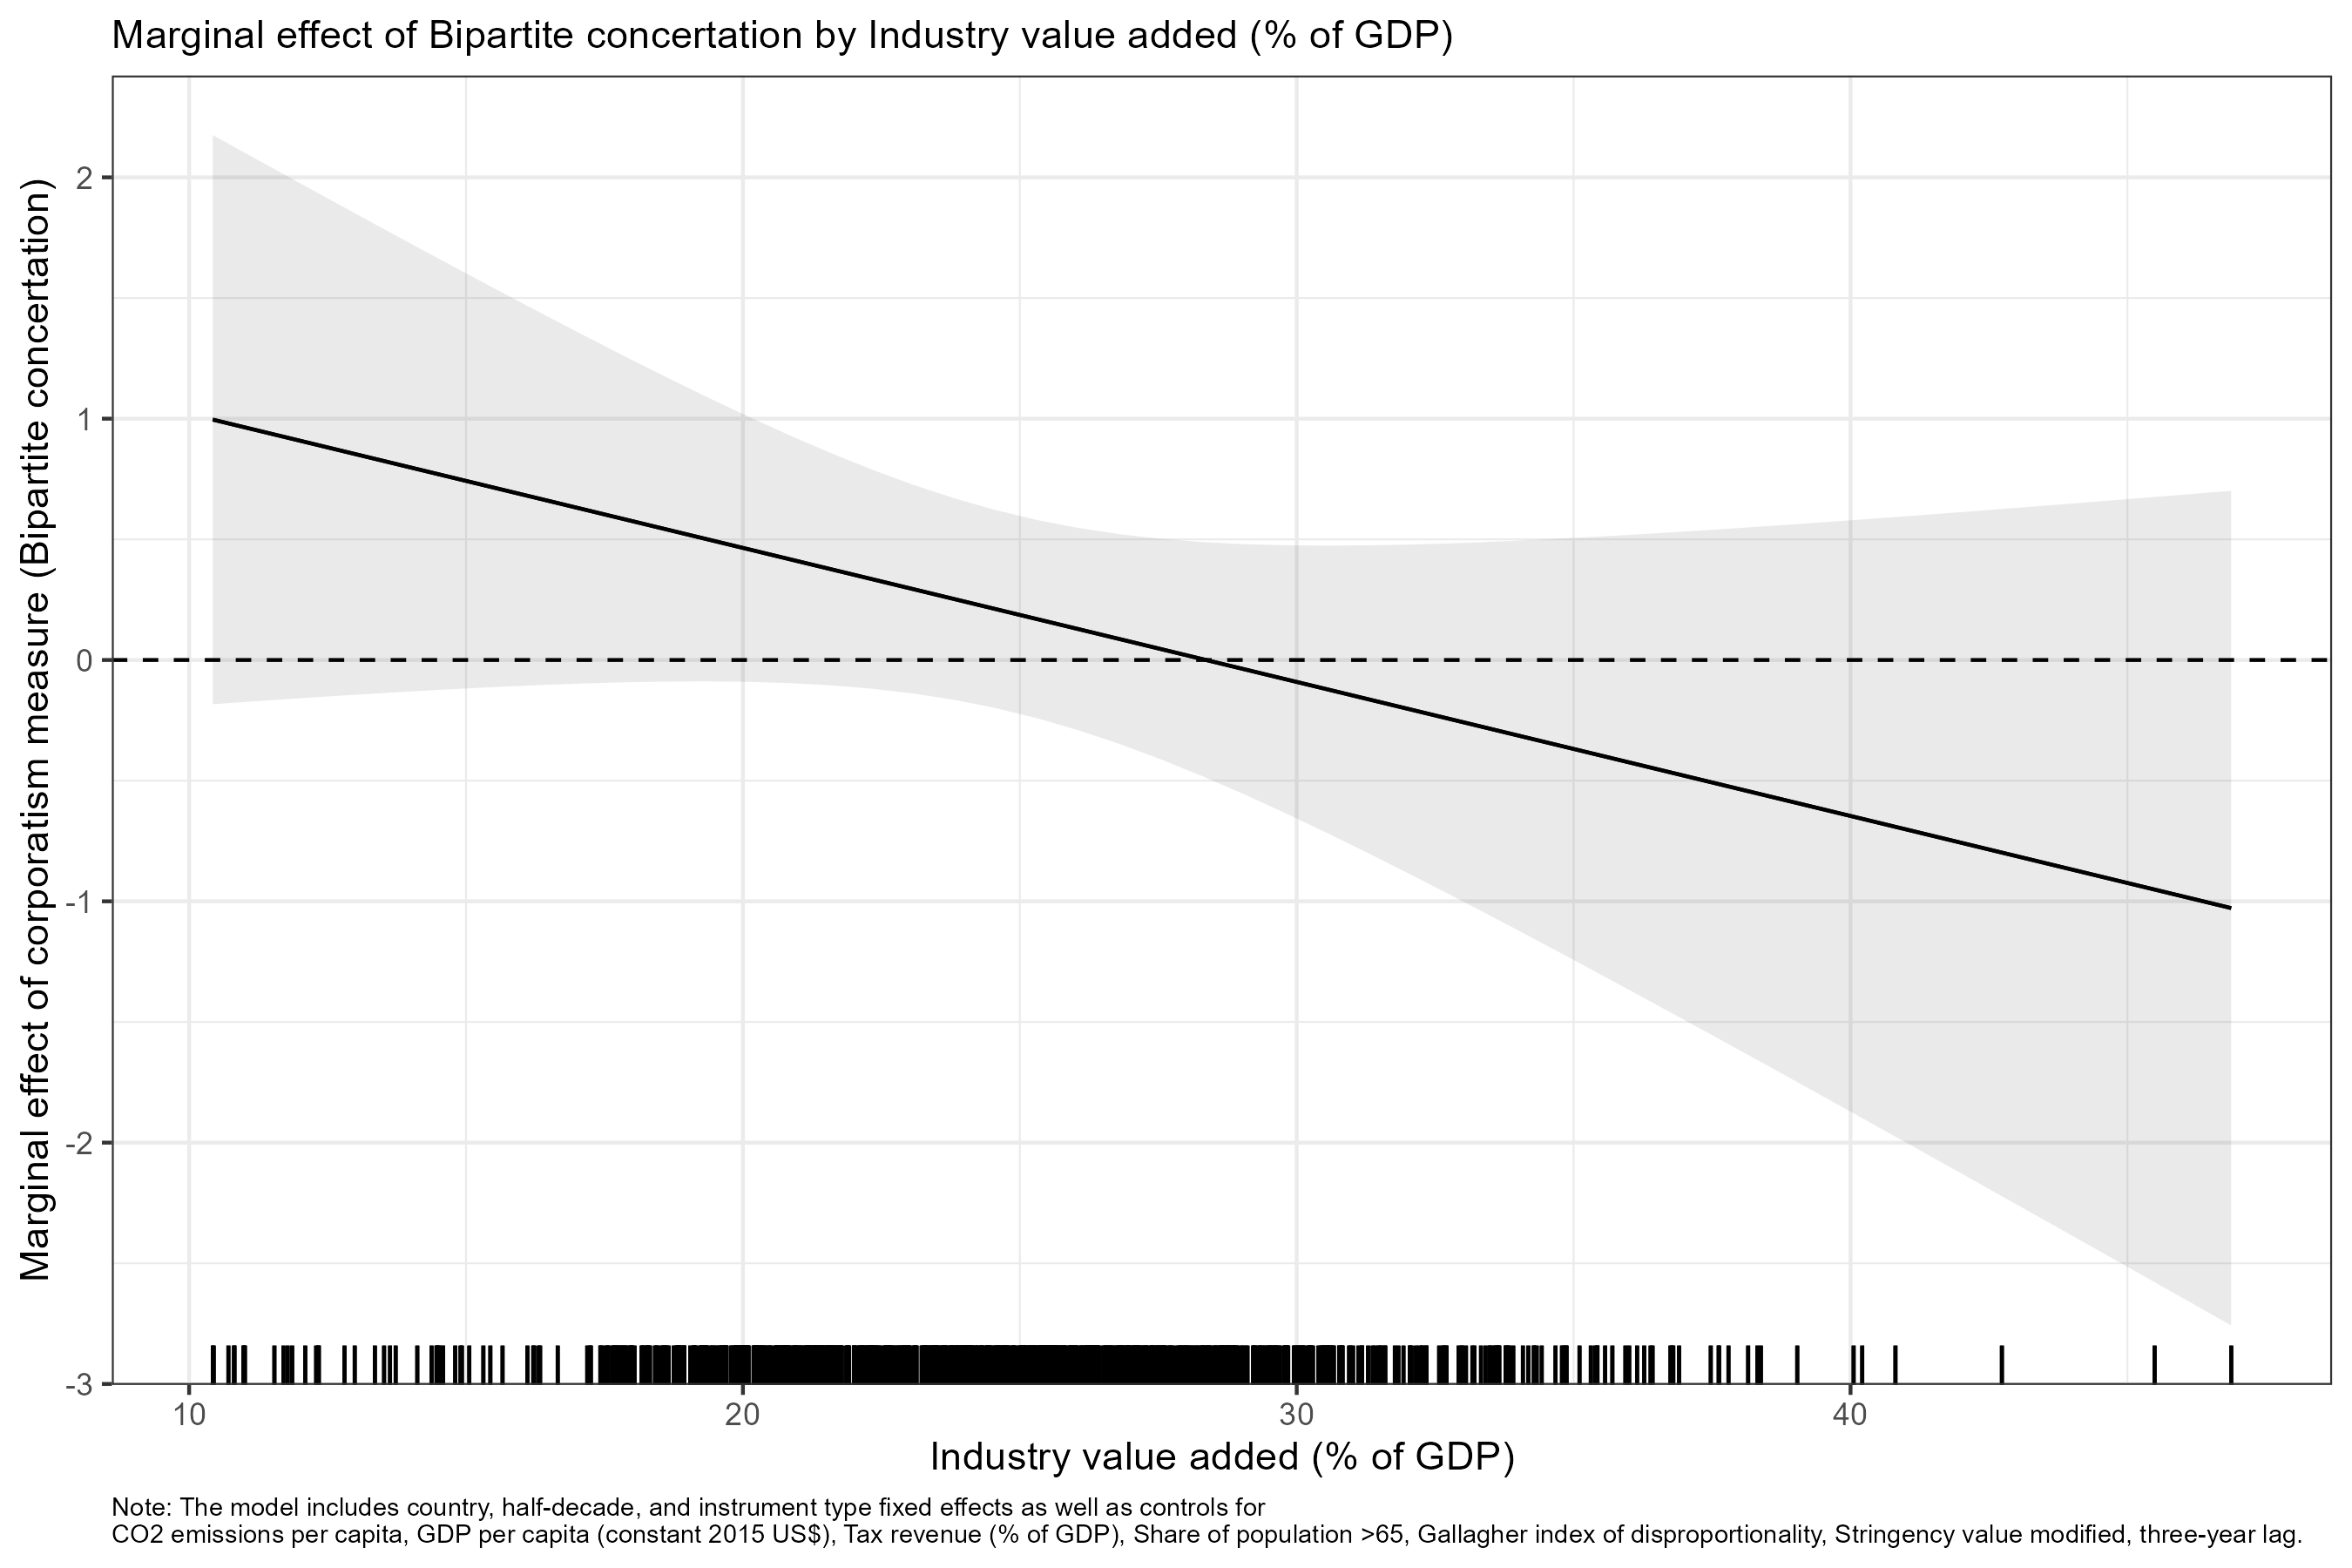 Marginal effect of Bipartite concertation by Industry value added (% of GDP)
Marginal effect of corporatism measure (Bipartite concertation)
2
1
0
-1
-2
-3
10
20
30
40
Industry value added (% of GDP)
Note: The model includes country, half-decade, and instrument type fixed effects as well as controls for
CO2 emissions per capita, GDP per capita (constant 2015 US$), Tax revenue (% of GDP), Share of population >65, Gallagher index of disproportionality, Stringency value modified, three-year lag.